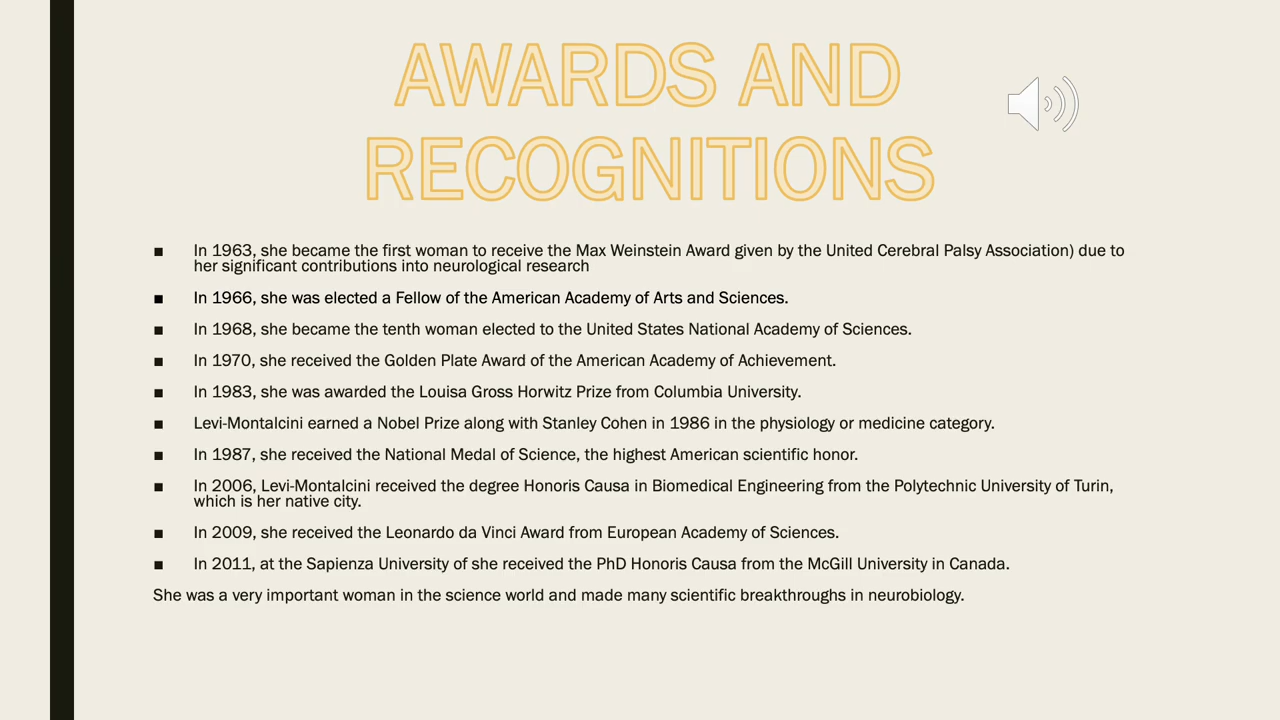 AWARDS AND
RECOGNITIONS
▪ In 1963, she became the first woman to receive the Max Weinstein Award given by the United Cerebral Palsy Association) due to
her significant contributions into neurological research
▪ In 1966, she was elected a Fellow of the American Academy of Arts and Sciences.
▪ In 1968, she became the tenth woman elected to the United States National Academy of Sciences.
▪ In 1970, she received the Golden Plate Award of the American Academy of Achievement.
▪ In 1983, she was awarded the Louisa Gross Horwitz Prize from Columbia University.
▪ Levi-Montalcini earned a Nobel Prize along with Stanley Cohen in 1986 in the physiology or medicine category.
▪ In 1987, she received the National Medal of Science, the highest American scientific honor.
▪ In 2006, Levi-Montalcini received the degree Honoris Causa in Biomedical Engineering from the Polytechnic University of Turin,
which is her native city.
▪ In 2009, she received the Leonardo da Vinci Award from European Academy of Sciences.
▪ In 2011, at the Sapienza University of she received the PhD Honoris Causa from the McGill University in Canada.
She was a very important woman in the science world and made many scientific breakthroughs in neurobiology.